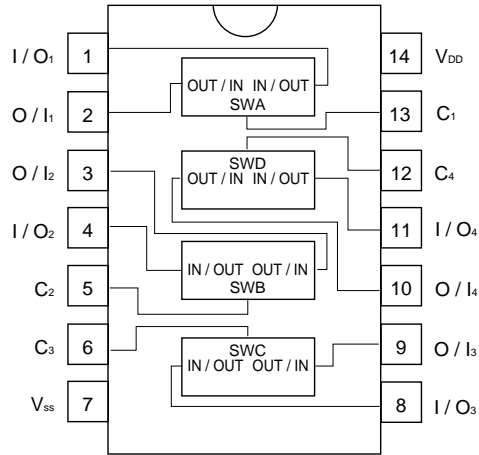 I / O1 1 14 VDD
OUT / IN IN / OUT
SWA
O / I1 2 13 C1
O / I2 3 12 C4
SWD
OUT / IN IN / OUT
I / O2 4 11 I / O4
IN / OUT OUT / IN
SWB
C2 5 10 O / I4
C3 6 9 O / I3
SWC
IN / OUT OUT / IN
Vss 7 8 I / O3